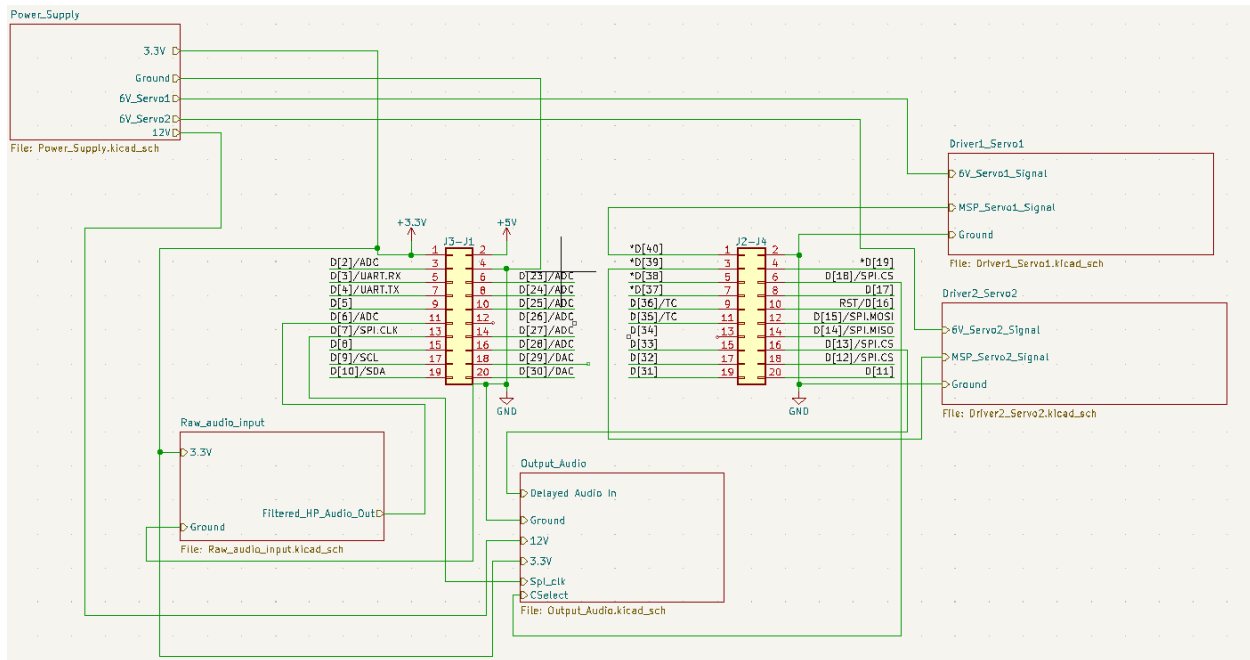 Power_Supply
3.3V
Ground
6V_Servo1
6V_Servo2
12V
File: Power_Supply.kicad_sch
Driver1_Servo1
6V_Servo1_Signal
MSP_Servo1_Signal
Ground
File: Driver1_Servo1.kicad_sch
Driver2_Servo2
6V_Servo2_Signal
MSP_Servo2_Signal
Ground
File: Driver2_Servo2.kicad_sch
+3.3V
+5V
J3-J1
1 2
D[2]/ADC 3 4
D[3]/UART.RX 5 6 D[23]/ADC
D[4]/UART.TX 7 8 D[24]/ADC
D[5] 9 10 D[25]/ADC
D[6]/ADC 11 12 D[26]/ADC
D[7]/SPI.CLK 13 14 D[27]/ADC
D[8] 15 16 D[28]/ADC
D[9]/SCL 17 18 D[29]/DAC
D[10]/SDA 19 20 D[30]/DAC
GND
J2-J4
*D[40] 1 2
*D[39] 3 4 *D[19]
*D[38] 5 6 D[18]/SPI.CS
*D[37] 7 8 D[17]
D[36]/TC 9 10 RST/D[16]
D[35]/TC 11 12 D[15]/SPI.MOSI
D[34] 13 14 D[14]/SPI.MISO
D[33] 15 16 D[13]/SPI.CS
D[32] 17 18 D[12]/SPI.CS
D[31] 19 20 D[11]
GND
Raw_audio_input
3.3V
Filtered_HP_Audio_Out
Ground
File: Raw_audio_input.kicad_sch
Output_Audio
Delayed Audio In
Ground
12V
3.3V
Spi_clk
CSelect
File: Output_Audio.kicad_sch